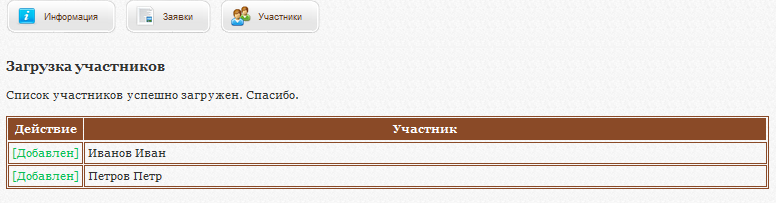 Информация Заявки Участники
Загрузка участников
Список участников успешно загружен. Спасибо.
Действие Участник
[Добавлен] Иванов Иван
[Добавлен] Петров Петр